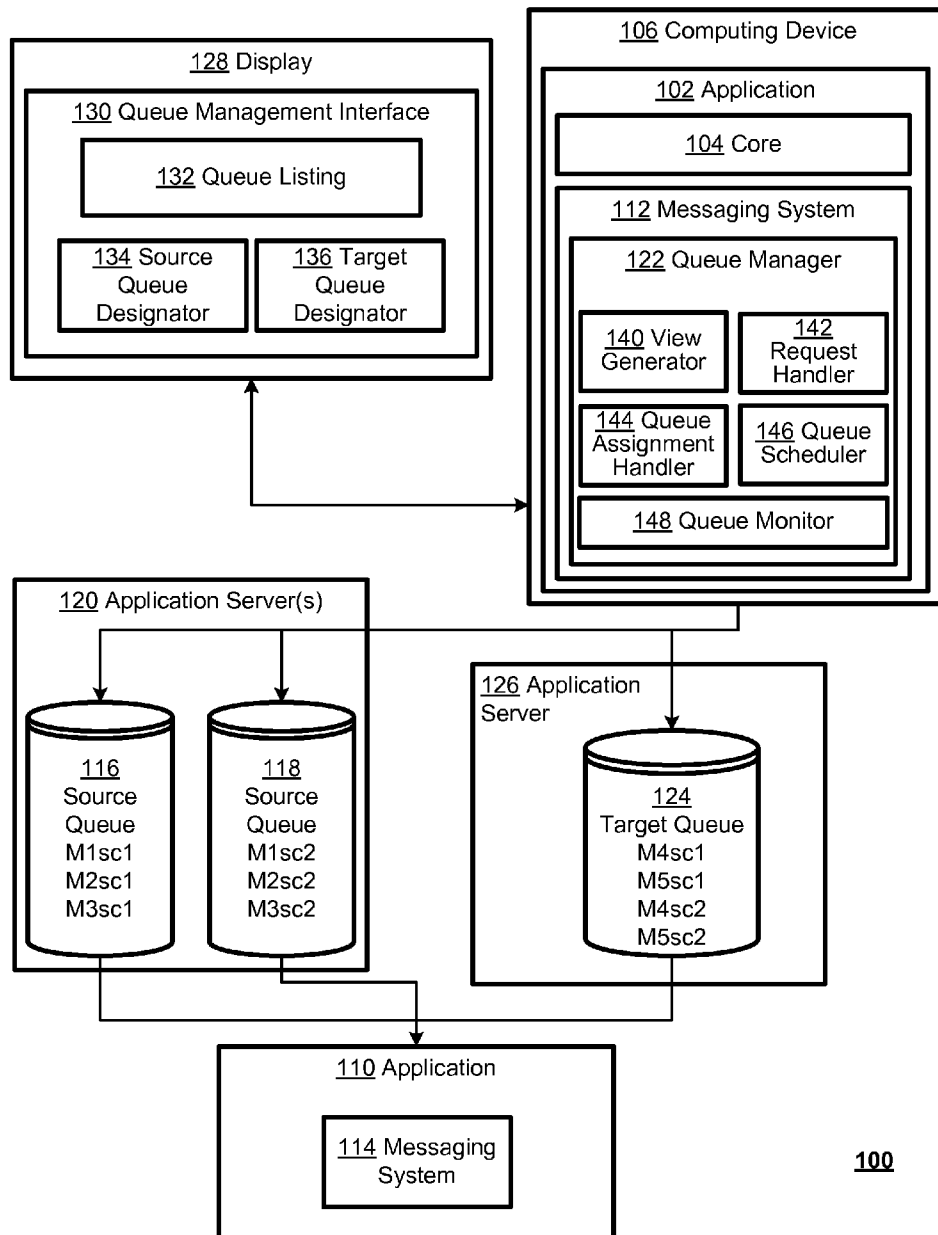 128 Display
130 Queue Management Interface
132 Queue Listing
134 Source
Queue
Designator
136 Target
Queue
Designator
106 Computing Device
102 Application
104 Core
112 Messaging System
122 Queue Manager
140 View
Generator
142
Request
Handler
144 Queue
Assignment
Handler
146 Queue
Scheduler
148 Queue Monitor
120 Application Server(s)
116
Source
Queue
M1sc1
M2sc1
M3sc1
118
Source
Queue
M1sc2
M2sc2
M3sc2
126 Application
Server
124
Target Queue
M4sc1
M5sc1
M4sc2
M5sc2
110 Application
114 Messaging
System
100